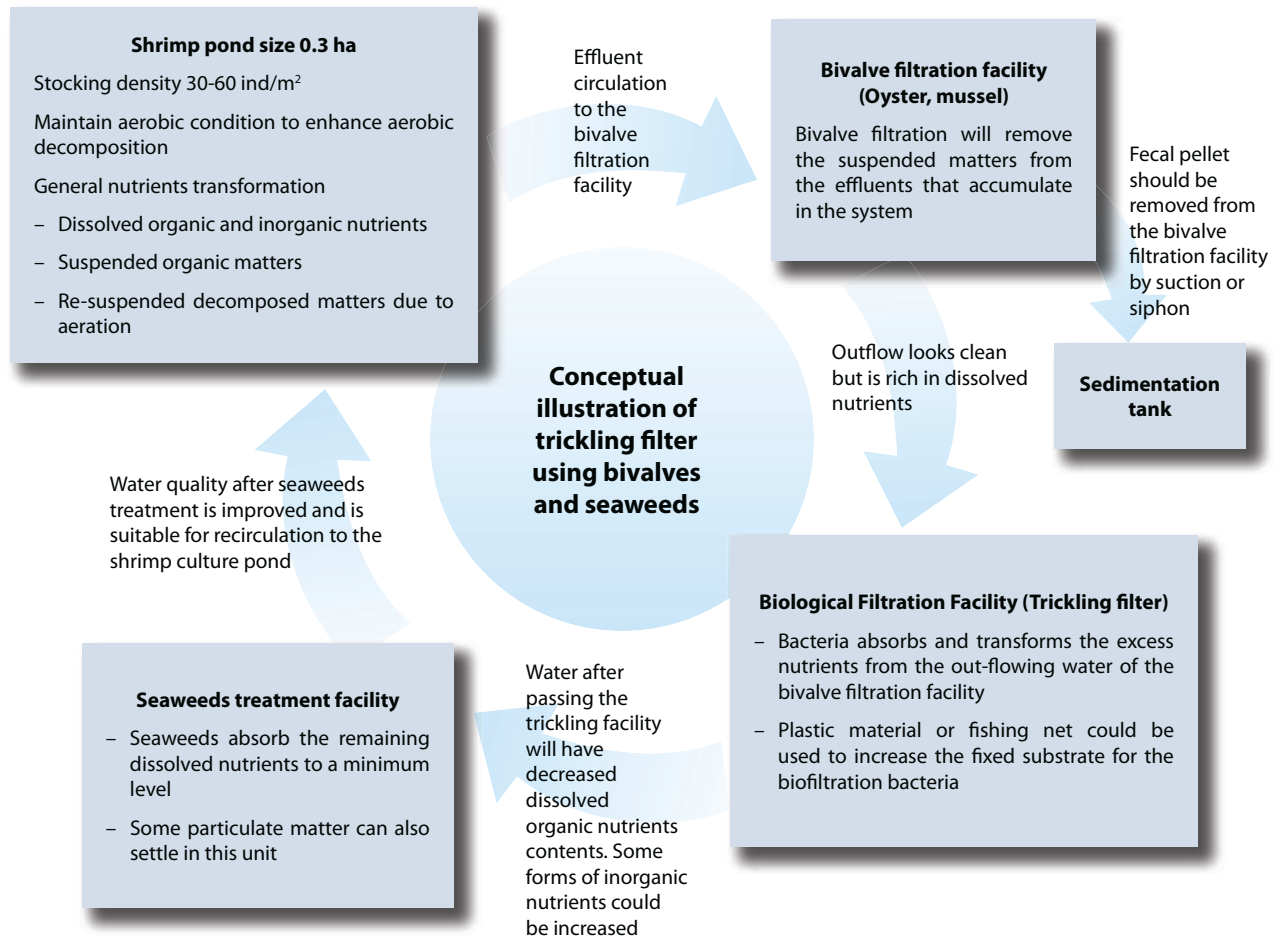 Shrimp pond size 0.3 ha
Stocking density 30-60 ind/m²
Maintain aerobic condition to enhance aerobic
decomposition
General nutrients transformation
– Dissolved organic and inorganic nutrients
– Suspended organic matters
– Re-suspended decomposed matters due to
aeration
Effluent
circulation
to the
bivalve
filtration
facility
Bivalve filtration facility
(Oyster, mussel)
Bivalve filtration will remove
the suspended matters from
the effluents that accumulate
in the system
Fecal pellet
should be
removed from
the bivalve
filtration facility
by suction or
siphon
Sedimentation
tank
Outflow looks clean
but is rich in dissolved
nutrients
Conceptual
illustration of
trickling filter
using bivalves
and seaweeds
Biological Filtration Facility (Trickling filter)
– Bacteria absorbs and transforms the excess
nutrients from the out-flowing water of the
bivalve filtration facility
– Plastic material or fishing net could be
used to increase the fixed substrate for the
biofiltration bacteria
Water after
passing the
trickling facility
will have
decreased
dissolved
organic nutrients
contents. Some
forms of inorganic
nutrients could
be increased
Seaweeds treatment facility
– Seaweeds absorb the remaining
dissolved nutrients to a minimum
level
– Some particulate matter can also
settle in this unit
Water quality after seaweeds
treatment is improved and is
suitable for recirculation to the
shrimp culture pond